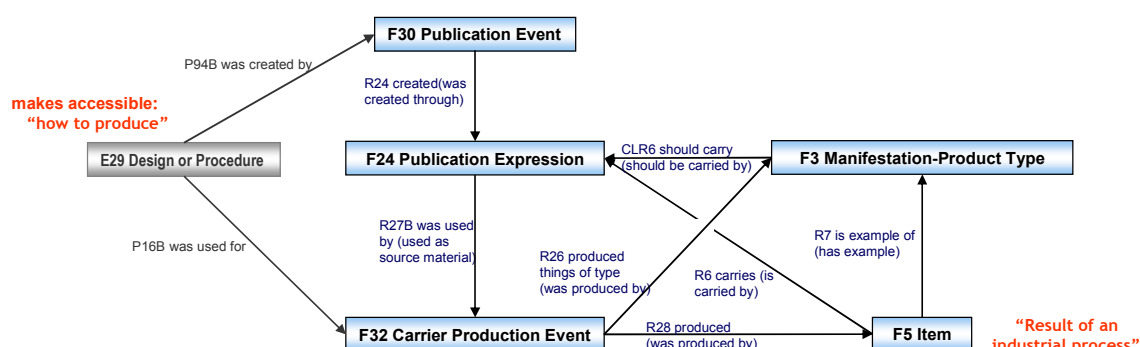 F30 Publication Event
P94B was created by
R24 created(was
created through)
makes accessible:
"how to produce"
E29 Design or Procedure
F24 Publication Expression
CLR6 should carry
(should be carried by)
F3 Manifestation-Product Type
R27B was used
by (used as
source material)
P16B was used for
R26 produced
things of type
(was produced by)
R6 carries (is
carried by)
R7 is example of
(has example)
F32 Carrier Production Event
R28 produced
(was produced by)
F5 Item
"Result of an
industrial process"